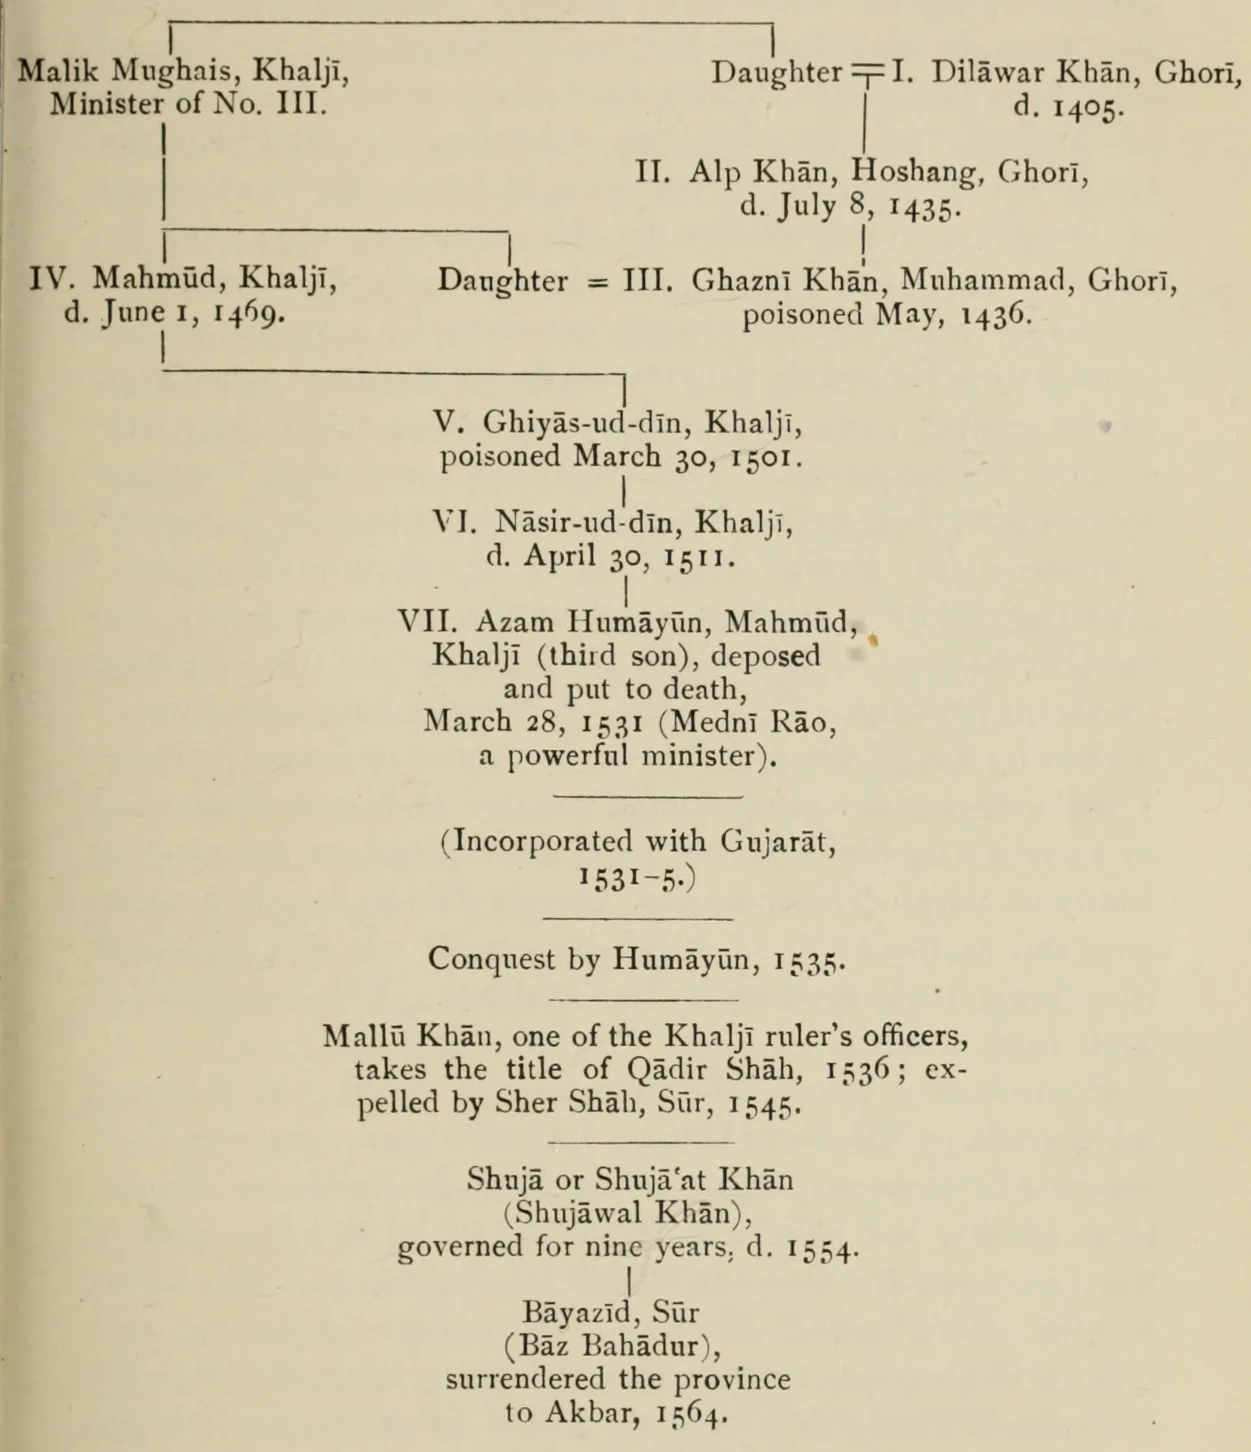 Malik Mughais, Khaljī,
Minister of No. III.
Daughter = I. Dilāwar Khān, Ghorī,
d. 1405.
II. Alp Khān, Hoshang, Ghorī,
d. July 8, 1435.
IV. Mahmūd, Khaljī,
d. June 1, 1469.
Daughter = III. Ghaznī Khān, Muhammad, Ghorī,
poisoned May, 1436.
V. Ghiyās-ud-dīn, Khaljī,
poisoned March 30, 1501.
VI. Nāsir-ud-dīn, Khaljī,
d. April 30, 1511.
VII. Azam Humāyūn, Mahmūd,
Khaljī (third son), deposed
and put to death,
March 28, 1531 (Mednī Rāo,
a powerful minister).
(Incorporated with Gujarāt,
1531-5.)
Conquest by Humāyūn, 1535.
Mallū Khān, one of the Khaljī ruler's officers,
takes the title of Qādir Shāh, 1536; ex-
pelled by Sher Shāh, Sūr, 1545.
Shujā or Shujāʿat Khān
(Shujāwal Khān),
governed for nine years, d. 1554.
Bāyazīd, Sūr
(Bāz Bahādur),
surrendered the province
to Akbar, 1564.